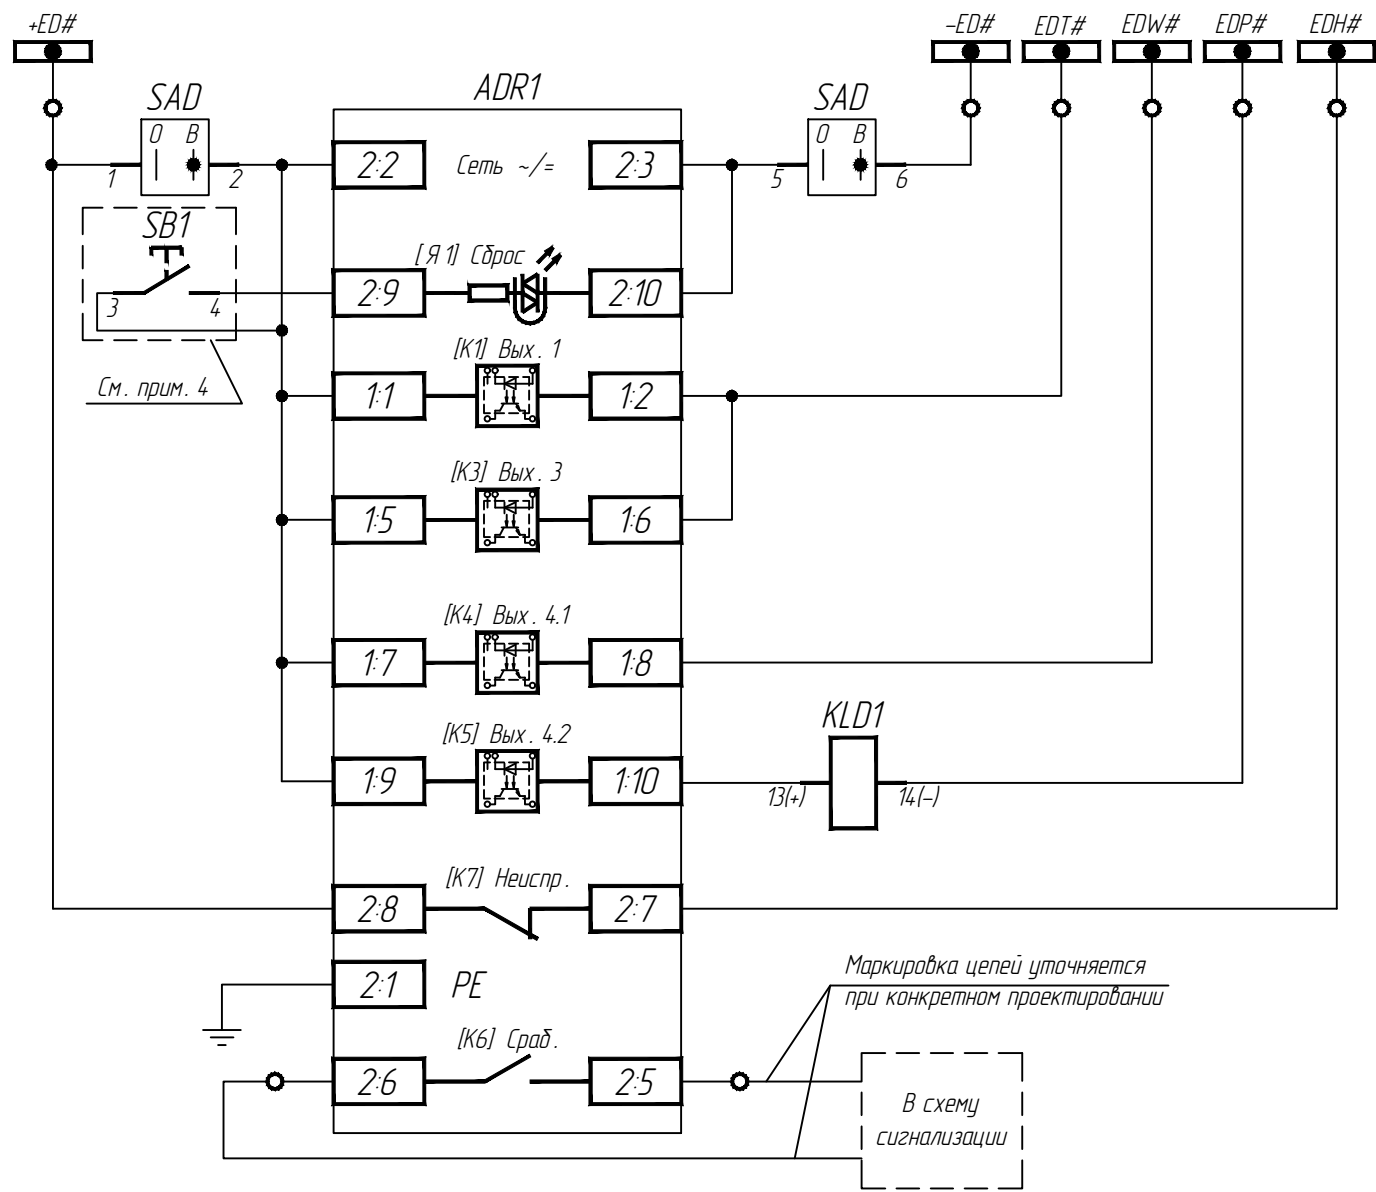 +ED#
-ED#
EDT#
EDW#
EDP#
EDH#
SAD
ADR1
SAD
О В
О В
1
2
2:2
Сеть ~/=
2:3
5
6
SB1
3
4
[Я1] Сброс
2:9
2:10
См. прим. 4
[К1] Вых. 1
1:1
1:2
[К3] Вых. 3
1:5
1:6
[К4] Вых. 4.1
1:7
1:8
[К5] Вых. 4.2
1:9
1:10
KLD1
13(+)
14(-)
[К7] Неиспр.
2:8
2:7
2:1
PE
Маркировка цепей уточняется
при конкретном проектировании
[К6] Сраб.
2:6
2:5
В схему
сигнализации